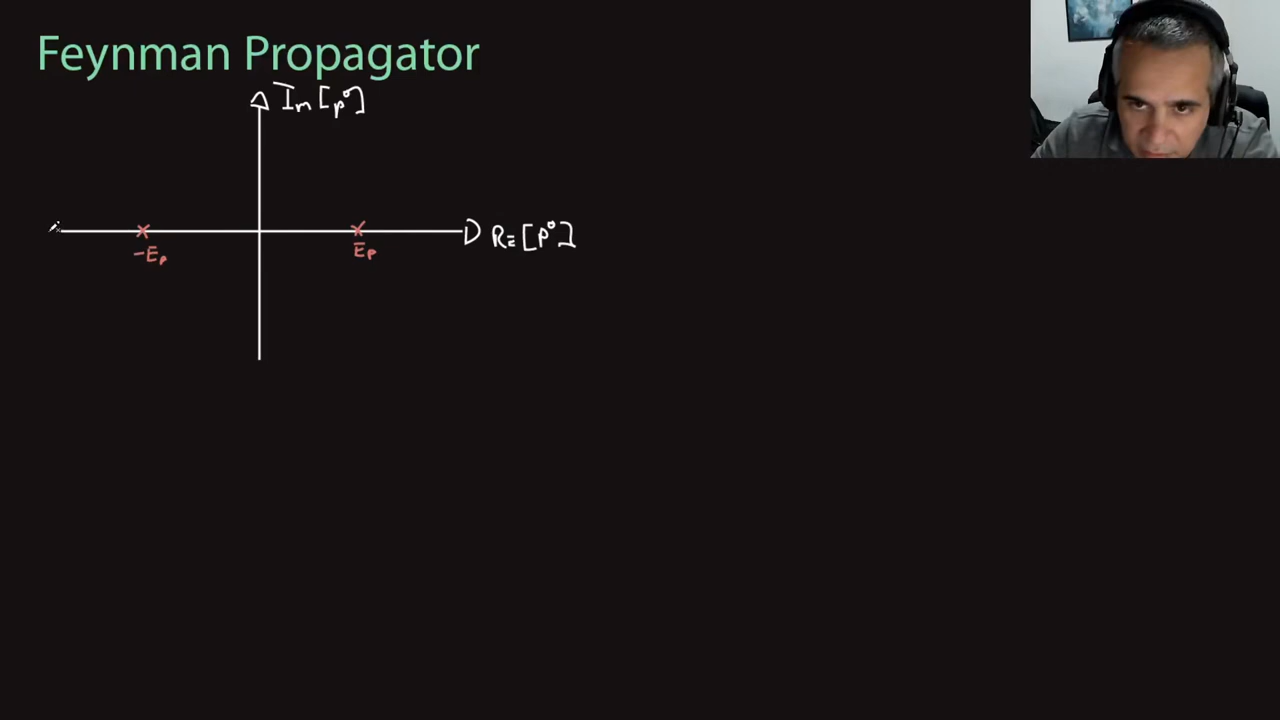 Feynman Propagator
Im [p⁰]
Re [p⁰]
-Eₚ
Eₚ